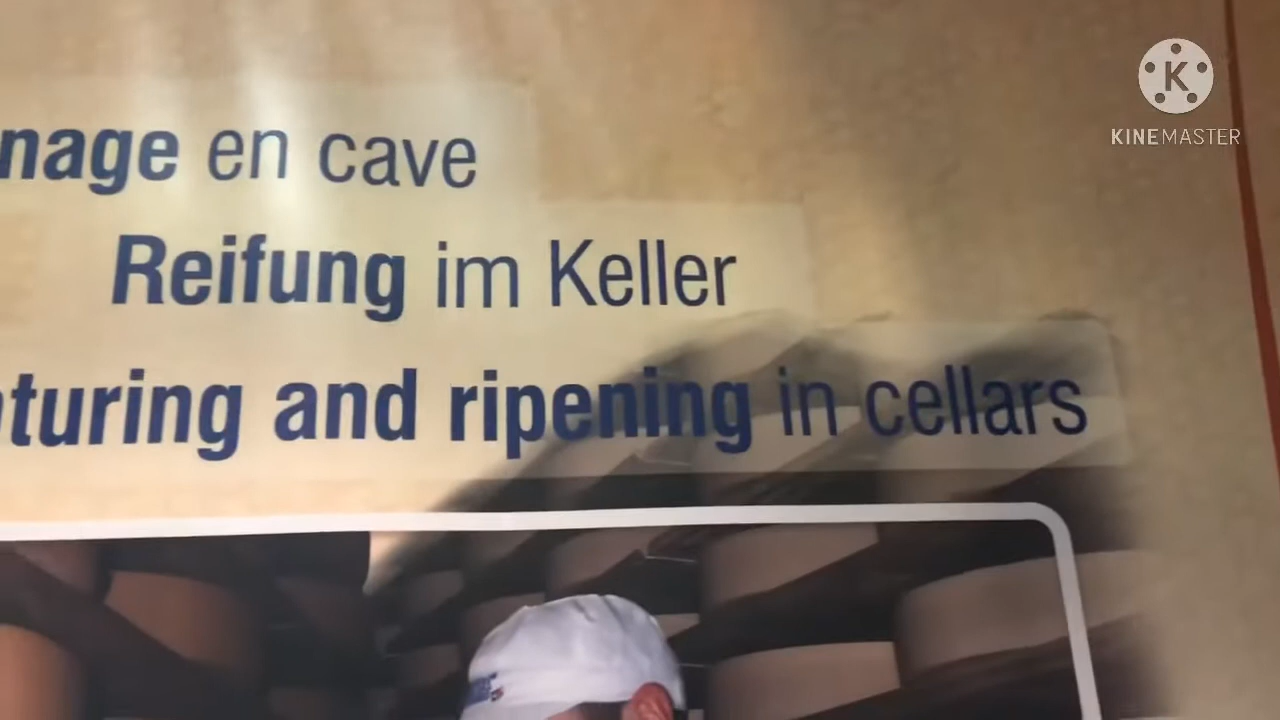 nage en cave
Reifung im Keller
turing and ripening in cellars
K
KINEMASTER